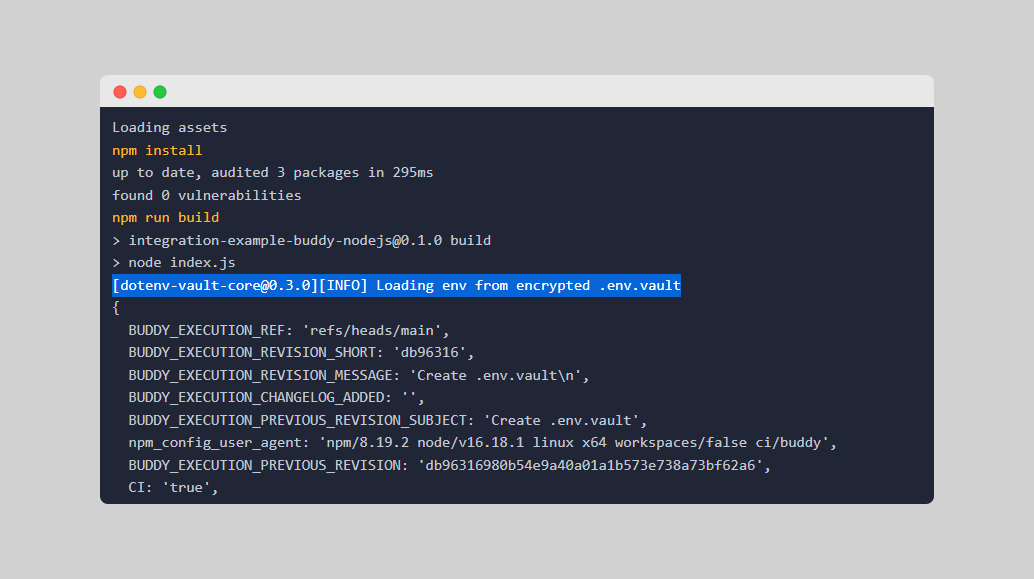 Loading assets
npm install
up to date, audited 3 packages in 295ms
found 0 vulnerabilities
npm run build
> integration-example-buddy-nodejs@0.1.0 build
> node index.js
[dotenv-vault-core@0.3.0][INFO] Loading env from encrypted .env.vault
{
  BUDDY_EXECUTION_REF: 'refs/heads/main',
  BUDDY_EXECUTION_REVISION_SHORT: 'db96316',
  BUDDY_EXECUTION_REVISION_MESSAGE: 'Create .env.vault\n',
  BUDDY_EXECUTION_CHANGELOG_ADDED: '',
  BUDDY_EXECUTION_PREVIOUS_REVISION_SUBJECT: 'Create .env.vault',
  npm_config_user_agent: 'npm/8.19.2 node/v16.18.1 linux x64 workspaces/false ci/buddy',
  BUDDY_EXECUTION_PREVIOUS_REVISION: 'db96316980b54e9a40a01a1b573e738a73bf62a6',
  CI: 'true',